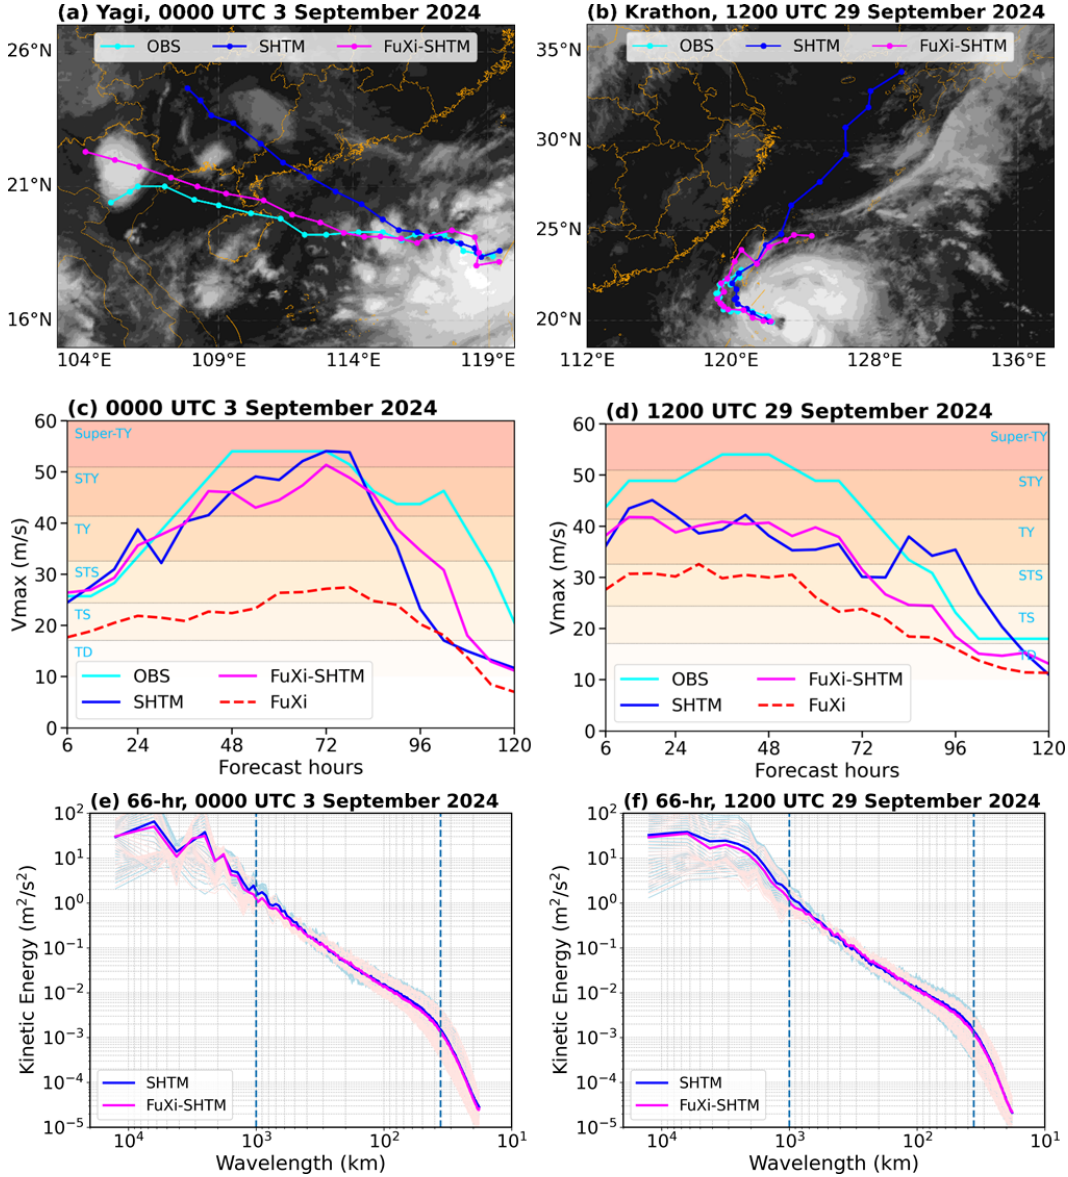 (a) Yagi, 0000 UTC 3 September 2024
OBS SHTM FuXi-SHTM
26°N
21°N
16°N
104°E 109°E 114°E 119°E
(b) Krathon, 1200 UTC 29 September 2024
OBS SHTM FuXi-SHTM
35°N
30°N
25°N
20°N
112°E 120°E 128°E 136°E
(c) 0000 UTC 3 September 2024
Vmax (m/s)
60
50
40
30
20
10
0
Super-TY
STY
TY
STS
TS
TD
OBS FuXi-SHTM
SHTM FuXi
6 24 48 72 96 120
Forecast hours
(d) 1200 UTC 29 September 2024
Vmax (m/s)
60
50
40
30
20
10
0
Super-TY
STY
TY
STS
TS
TD
OBS FuXi-SHTM
SHTM FuXi
6 24 48 72 96 120
Forecast hours
(e) 66-hr, 0000 UTC 3 September 2024
Kinetic Energy (m²/s²)
10²
10¹
10⁰
10⁻¹
10⁻²
10⁻³
10⁻⁴
10⁻⁵
SHTM
FuXi-SHTM
10⁴ 10³ 10² 10¹
Wavelength (km)
(f) 66-hr, 1200 UTC 29 September 2024
Kinetic Energy (m²/s²)
10²
10¹
10⁰
10⁻¹
10⁻²
10⁻³
10⁻⁴
10⁻⁵
SHTM
FuXi-SHTM
10⁴ 10³ 10² 10¹
Wavelength (km)